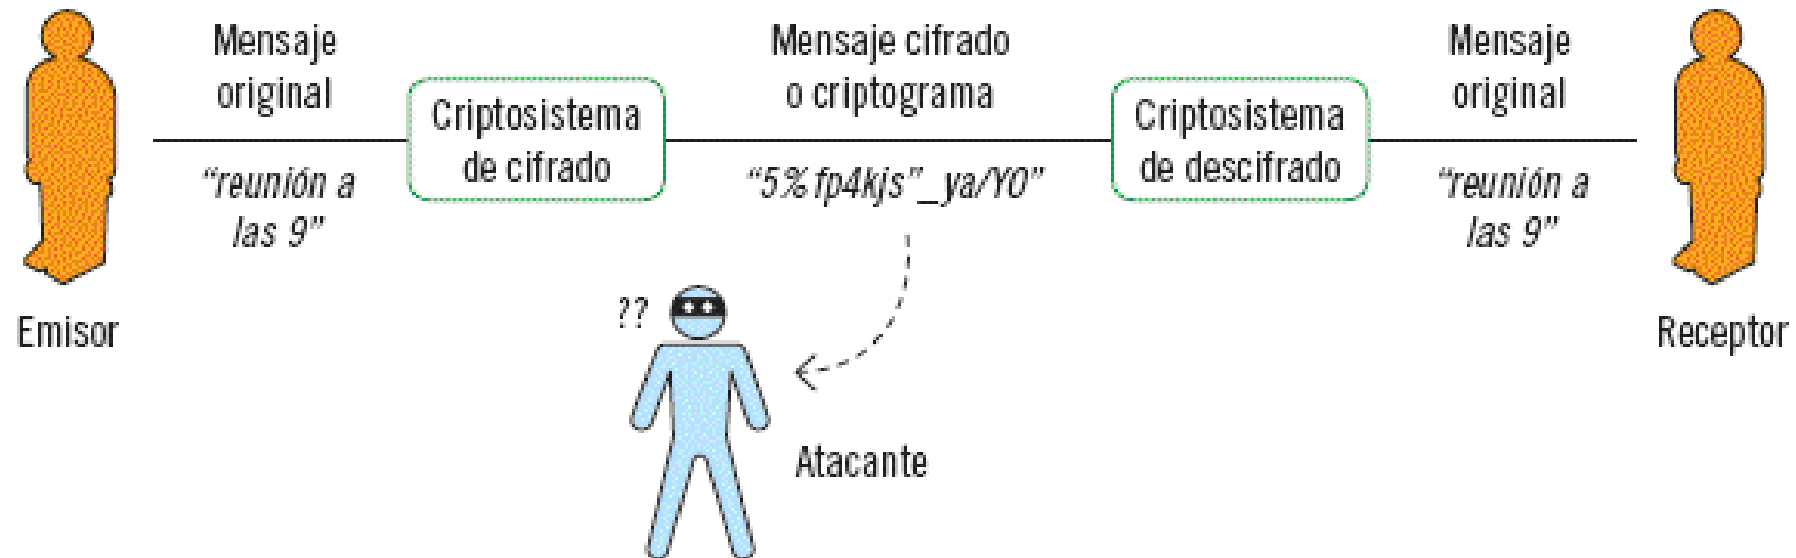 Mensaje
original
Criptosistema
de cifrado
Mensaje cifrado
o criptograma
Criptosistema
de descifrado
Mensaje
original
“reunión a
las 9”
“5%fp4kjs”_ya/Y0”
“reunión a
las 9”
Emisor
??
Atacante
Receptor